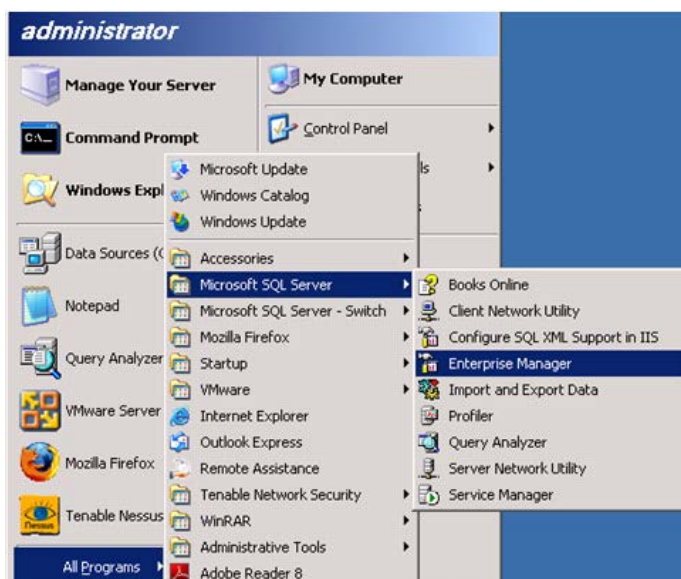 administrator
Manage Your Server
Command Prompt
Windows Expl
Data Sources (
Notepad
Query Analyzer
VMware Server
Mozilla Firefox
Tenable Nessus
All Programs
My Computer
Control Panel
ls
s
Microsoft Update
Windows Catalog
Windows Update
Accessories
Microsoft SQL Server
Microsoft SQL Server - Switch
Mozilla Firefox
Startup
VMware
Internet Explorer
Outlook Express
Remote Assistance
Tenable Network Security
WinRAR
Administrative Tools
Adobe Reader 8
Books Online
Client Network Utility
Configure SQL XML Support in IIS
Enterprise Manager
Import and Export Data
Profiler
Query Analyzer
Server Network Utility
Service Manager